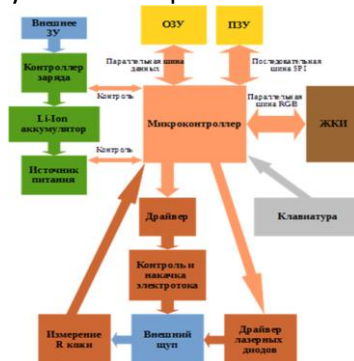 Внешнее
ЗУ
ОЗУ
ПЗУ
Контроллер
заряда
Параллельная шина
данных
Последовательная
шина SPI
Контроль
Параллельная
шина RGB
Li-Ion
аккумулятор
Микроконтроллер
ЖКИ
Контроль
Источник
питания
Драйвер
Клавиатура
Контроль и
накачка
электротока
Измерение
R кожи
Внешний
щуп
Драйвер
лазерных
диодов